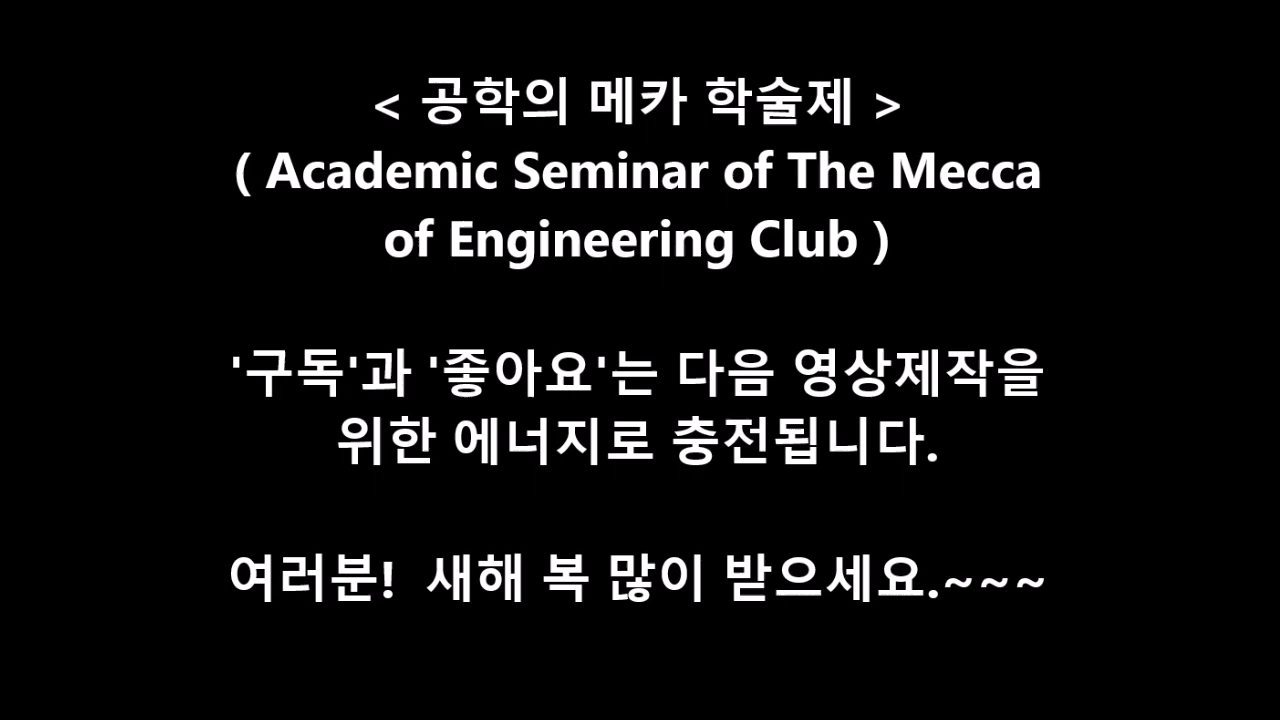 < 공학의 메카 학술제 >
( Academic Seminar of The Mecca
of Engineering Club )
'구독'과 '좋아요'는 다음 영상제작을
위한 에너지로 충전됩니다.
여러분!  새해 복 많이 받으세요.~~~